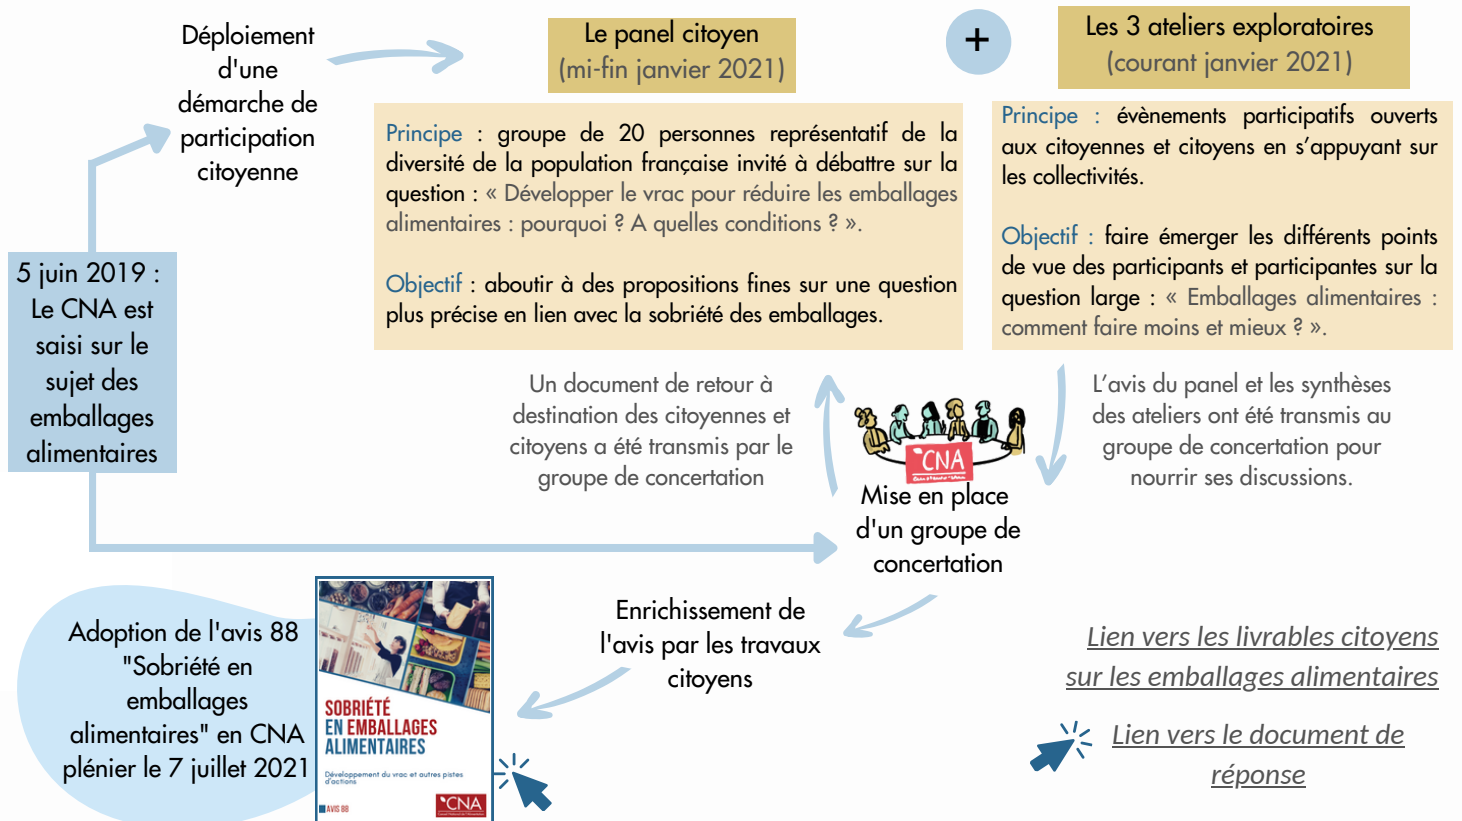 Déploiement
d'une
démarche de
participation
citoyenne
Le panel citoyen
(mi-fin janvier 2021)
+
Les 3 ateliers exploratoires
(courant janvier 2021)
Principe : groupe de 20 personnes représentatif de la
diversité de la population française invité à débattre sur la
question : « Développer le vrac pour réduire les emballages
alimentaires : pourquoi ? A quelles conditions ? ».
Objectif : aboutir à des propositions fines sur une question
plus précise en lien avec la sobriété des emballages.
Principe : évènements participatifs ouverts
aux citoyennes et citoyens en s'appuyant sur
les collectivités.
Objectif : faire émerger les différents points
de vue des participants et participantes sur la
question large : « Emballages alimentaires :
comment faire moins et mieux ? ».
5 juin 2019 :
Le CNA est
saisi sur le
sujet des
emballages
alimentaires
Un document de retour à
destination des citoyennes et
citoyens a été transmis par le
groupe de concertation
CNA
Mise en place
d'un groupe de
concertation
L'avis du panel et les synthèses
des ateliers ont été transmis au
groupe de concertation pour
nourrir ses discussions.
Enrichissement de
l'avis par les travaux
citoyens
Adoption de l'avis 88
"Sobriété en
emballages
alimentaires" en CNA
plénier le 7 juillet 2021
SOBRIÉTÉ
EN EMBALLAGES
ALIMENTAIRES
Développement du vrac et autres pistes
d'actions
AVIS 88
CNA
Lien vers les livrables citoyens
sur les emballages alimentaires
Lien vers le document de
réponse